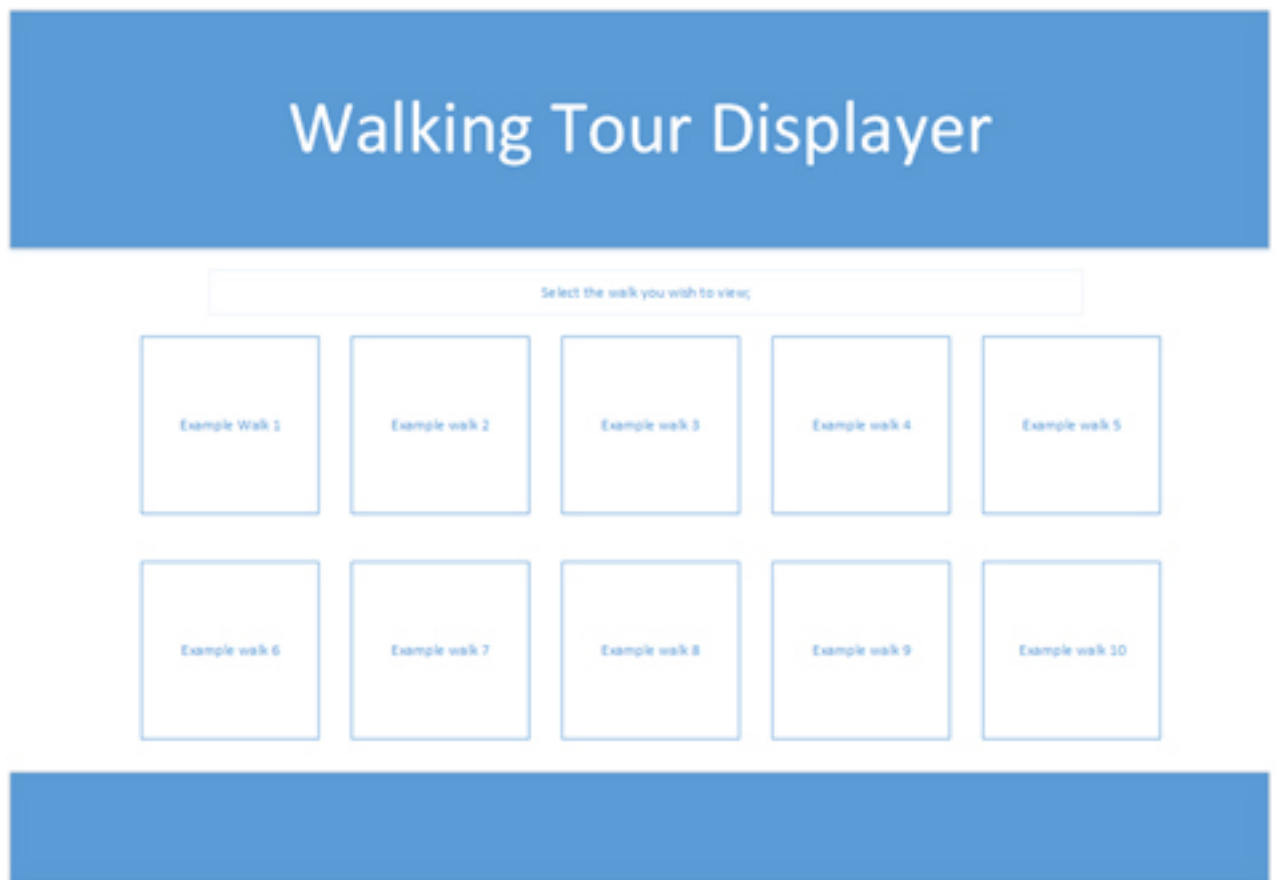 Walking Tour Displayer
Select the walk you wish to view;
Example Walk 1
Example walk 2
Example walk 3
Example walk 4
Example walk 5
Example walk 6
Example walk 7
Example walk 8
Example walk 9
Example walk 10